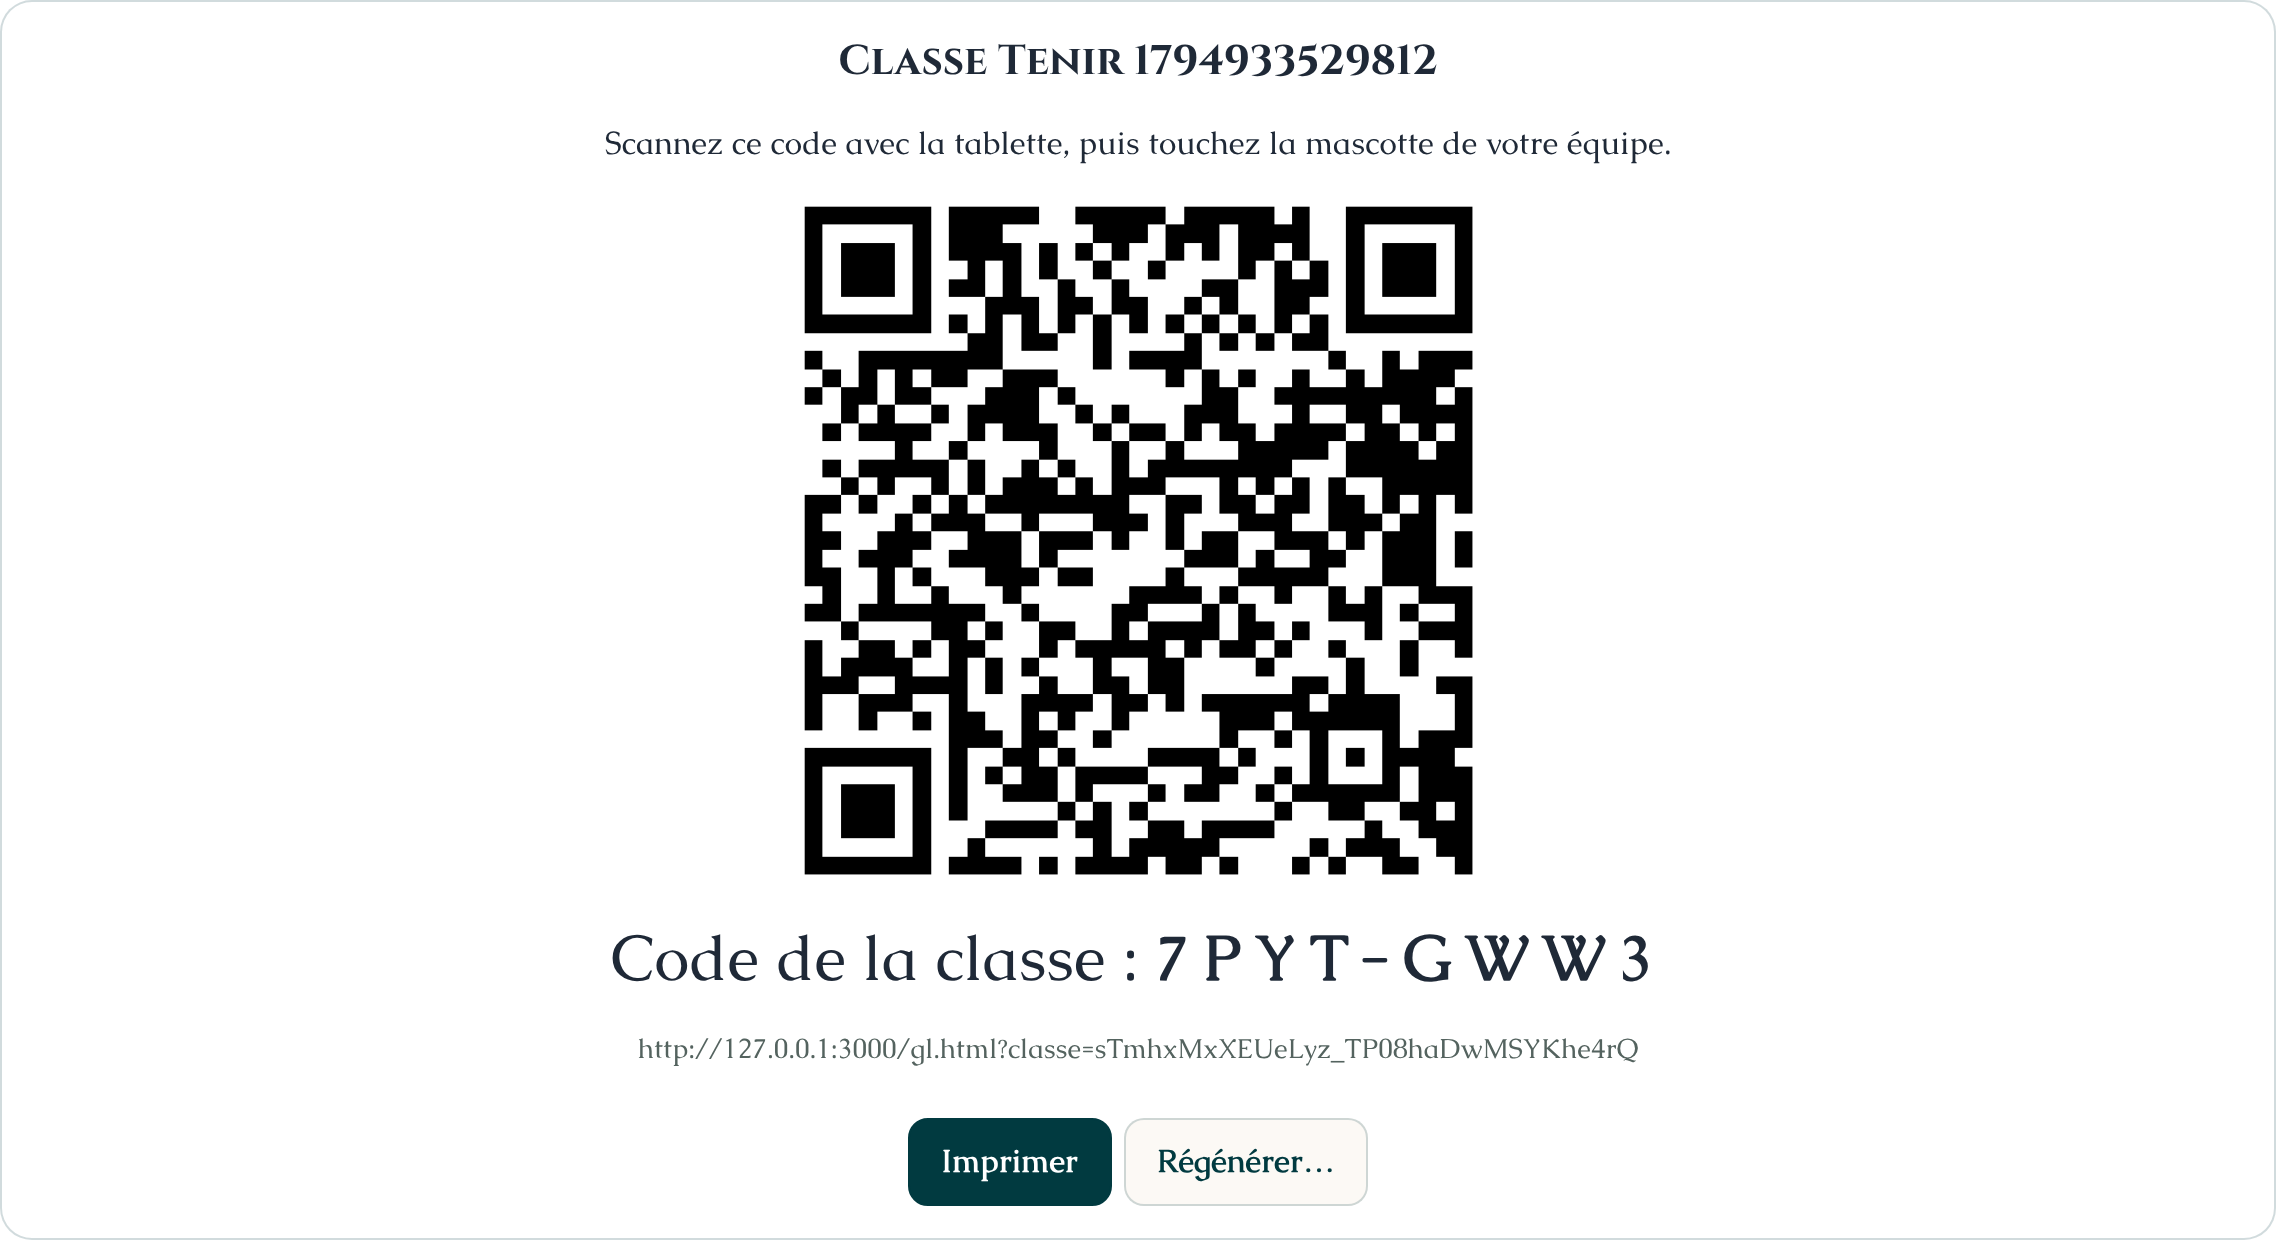 Classe Tenir 1794933529812
Scannez ce code avec la tablette, puis touchez la mascotte de votre équipe.
Code de la classe : 7PYT-GWW3
http://127.0.0.1:3000/gl.html?classe=sTmhxMxXEUeLyz_TP08haDwMSYKhe4rQ
Imprimer
Régénérer…